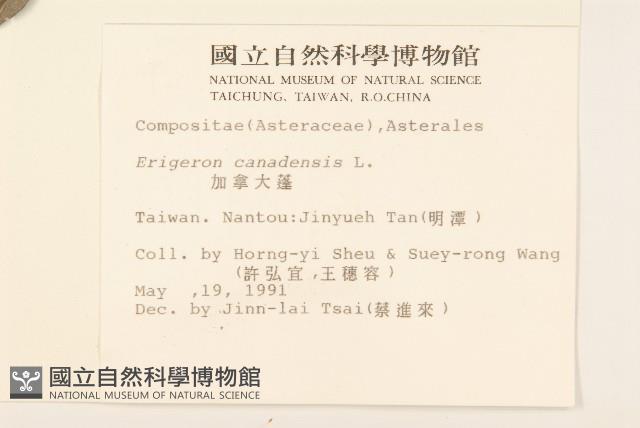 國立自然科學博物館
NATIONAL MUSEUM OF NATURAL SCIENCE
TAICHUNG, TAIWAN, R.O.CHINA
Compositae(Asteraceae),Asterales
Erigeron canadensis L.
加拿大蓬
Taiwan. Nantou:Jinyueh Tan(明潭)
Coll. by Horng-yi Sheu & Suey-rong Wang
(許弘宜,王穗容)
May ,19, 1991
Dec. by Jinn-lai Tsai(蔡進來)
國立自然科學博物館
NATIONAL MUSEUM OF NATURAL SCIENCE